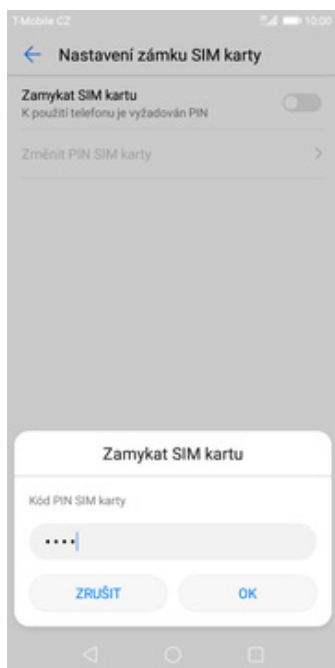 T-Mobile CZ 10:00
Nastavení zámku SIM karty
Zamykat SIM kartu
K použití telefonu je vyžadován PIN
Změnit PIN SIM karty
Zamykat SIM kartu
Kód PIN SIM karty
••••
ZRUŠIT OK